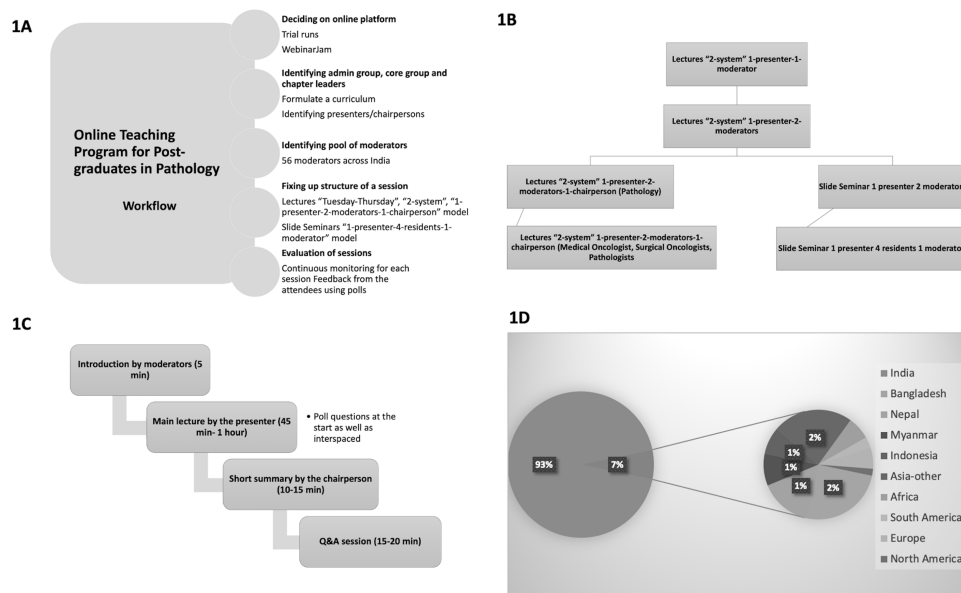 1A
Online Teaching
Program for Post-
graduates in Pathology
Workflow
Deciding on online platform
Trial runs
WebinarJam
Identifying admin group, core group and
chapter leaders
Formulate a curriculum
Identifying presenters/chairpersons
Identifying pool of moderators
56 moderators across India
Fixing up structure of a session
Lectures “Tuesday-Thursday”, “2-system”, “1-
presenter-2-moderators-1-chairperson” model
Slide Seminars “1-presenter-4-residents-1-
moderator” model
Evaluation of sessions
Continuous monitoring for each
session Feedback from the
attendees using polls
1B
Lectures “2-system” 1-presenter-1-
moderator
Lectures “2-system” 1-presenter-2-
moderators
Lectures “2-system” 1-presenter-2-
moderators-1-chairperson (Pathology)
Slide Seminar 1 presenter 2 moderator
Lectures “2-system” 1-presenter-2-moderators-1-
chairperson (Medical Oncologist, Surgical Oncologists,
Pathologists
Slide Seminar 1 presenter 4 residents 1 moderato
1C
Introduction by moderators (5
min)
Main lecture by the presenter (45
min- 1 hour)
• Poll questions at the
start as well as
interspaced
Short summary by the chairperson
(10-15 min)
Q&A session (15-20 min)
1D
93%
7%
2%
1%
1%
1%
2%
India
Bangladesh
Nepal
Myanmar
Indonesia
Asia-other
Africa
South America
Europe
North America